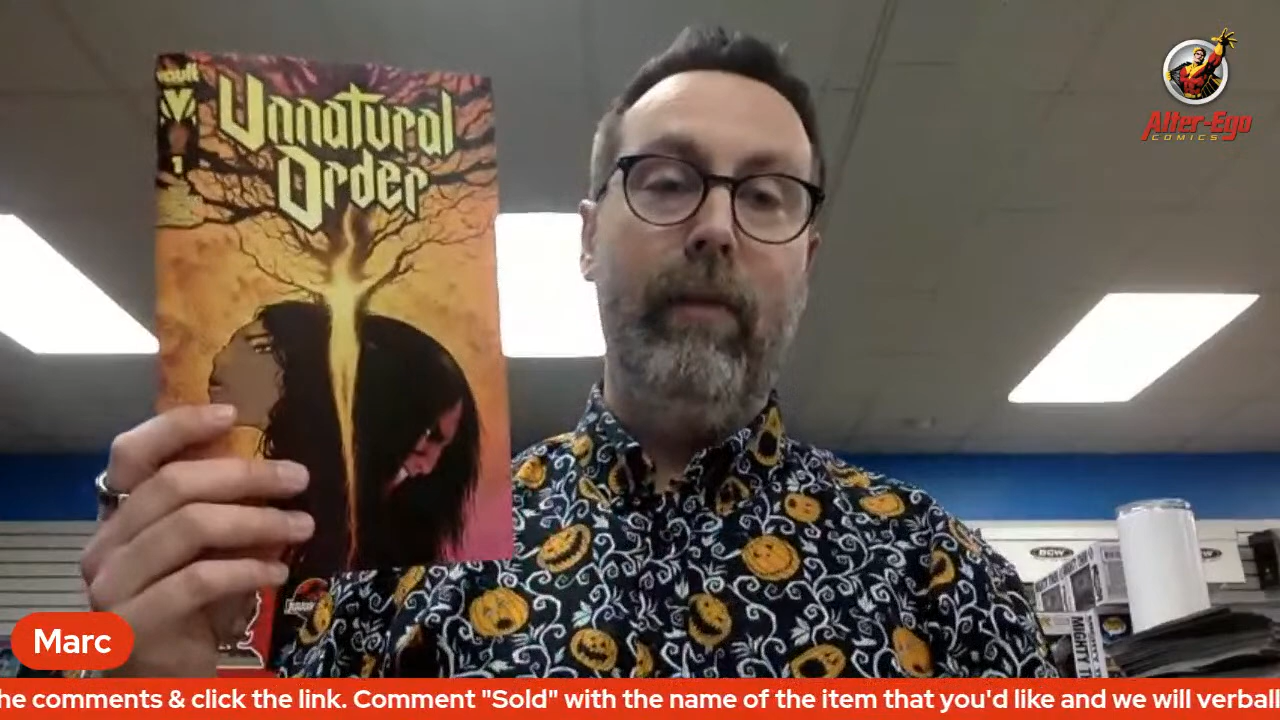 vault
V
1
Unnatural
Order
Alter-Ego
COMICS
BCW
MIGHTY
Marc
he comments & click the link. Comment "Sold" with the name of the item that you'd like and we will verball